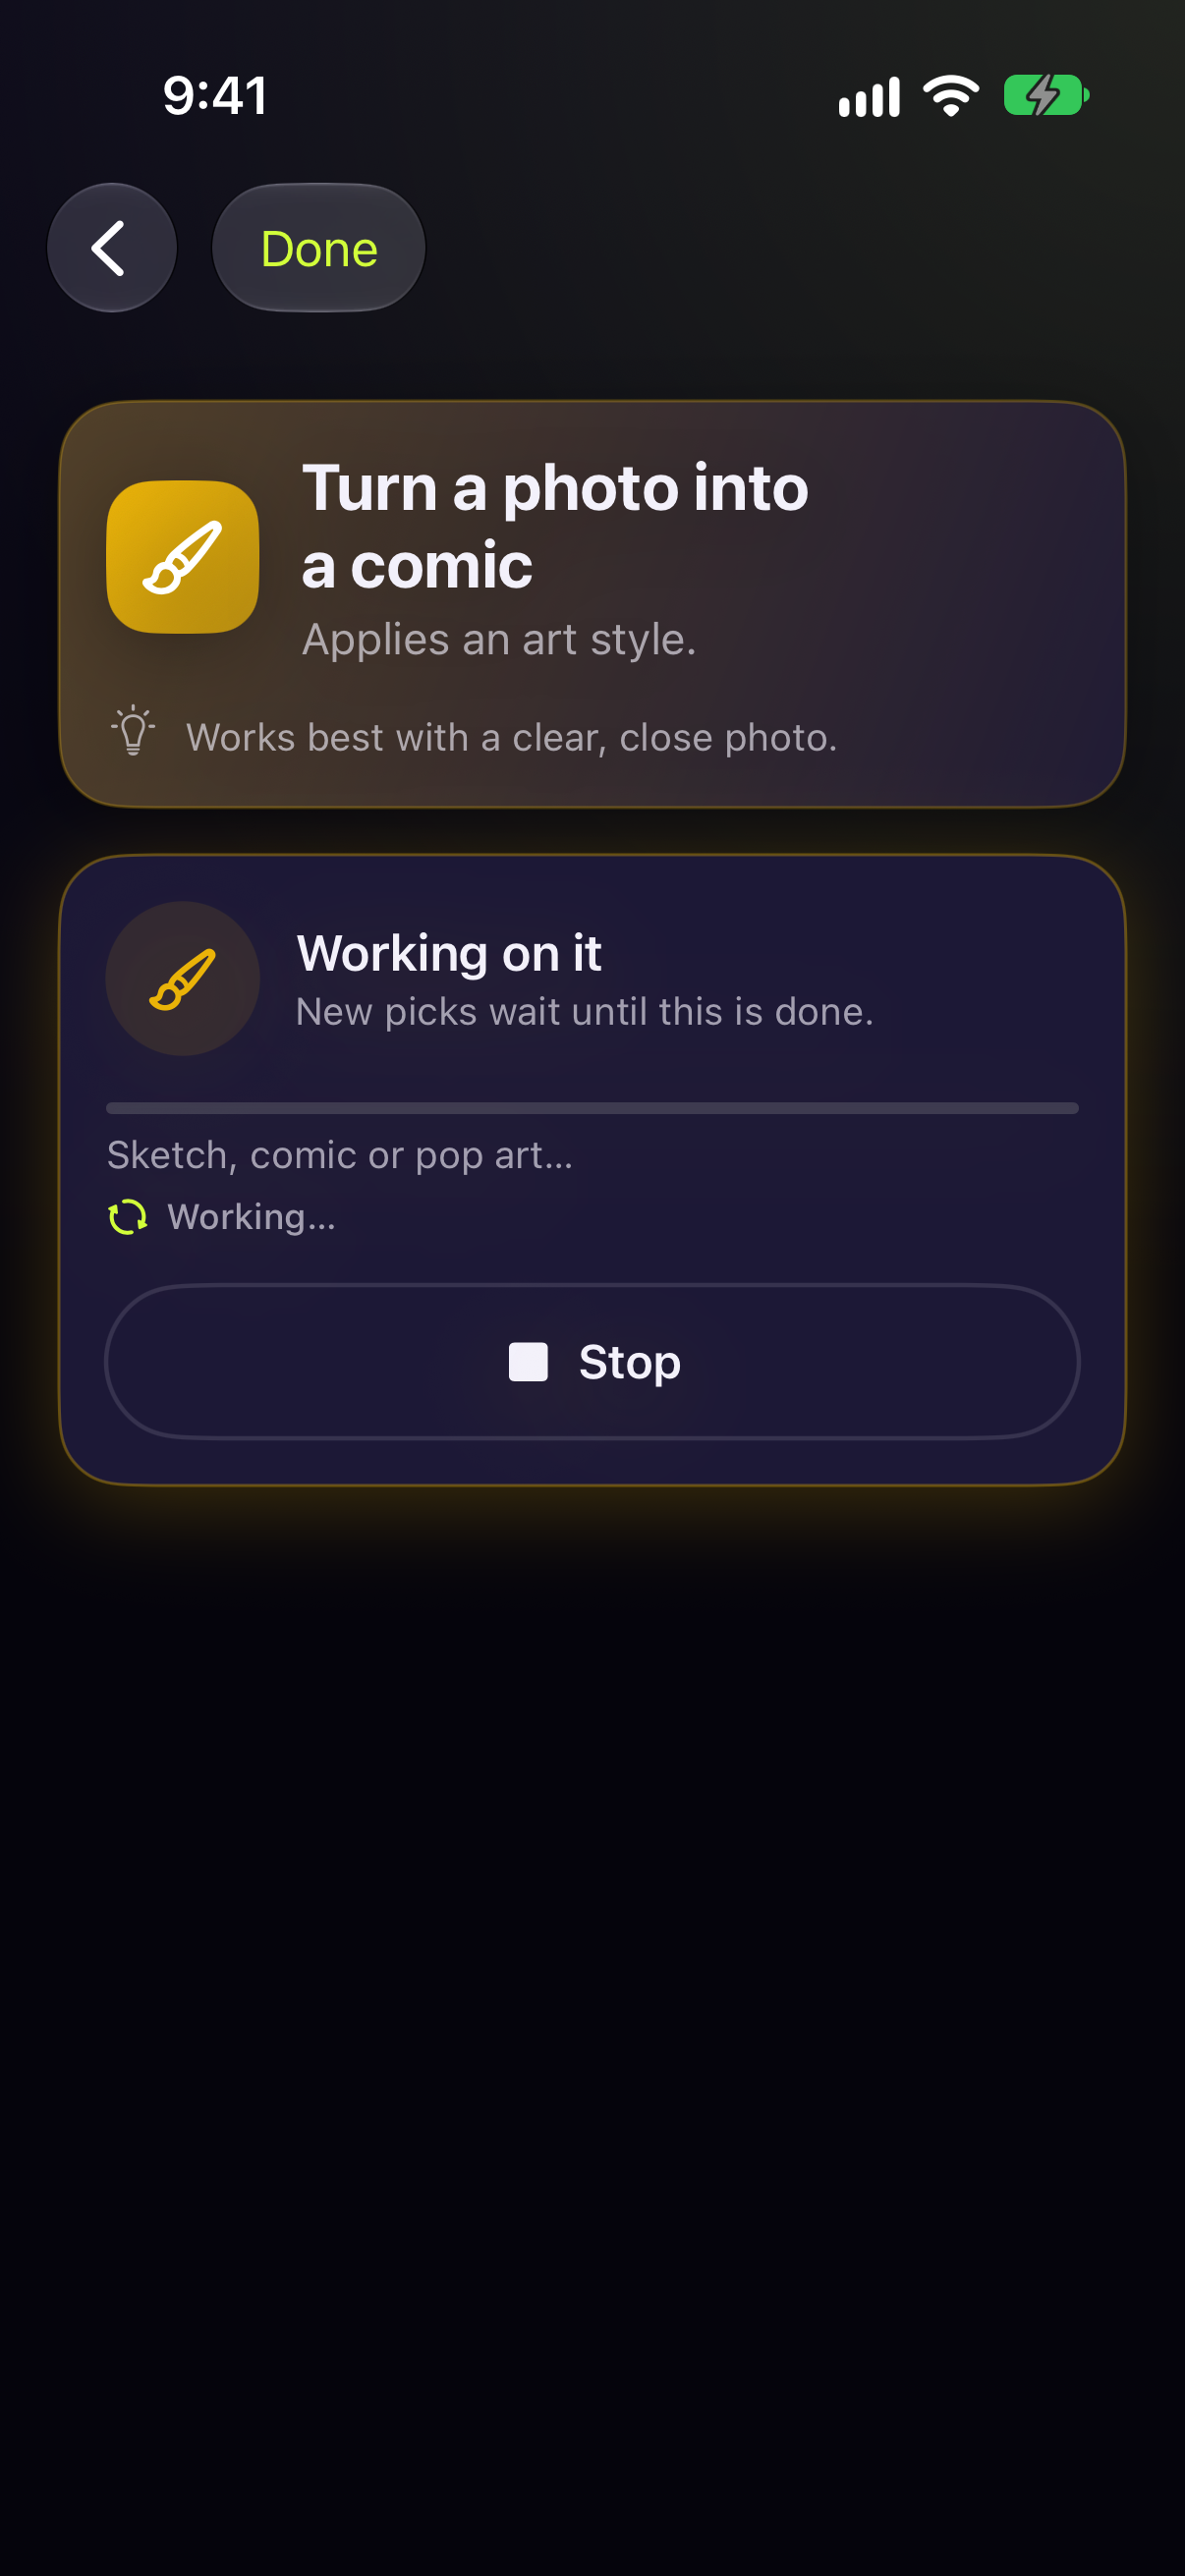 9:41
Done
Turn a photo into
a comic
Applies an art style.
Works best with a clear, close photo.
Working on it
New picks wait until this is done.
Sketch, comic or pop art...
Working...
Stop